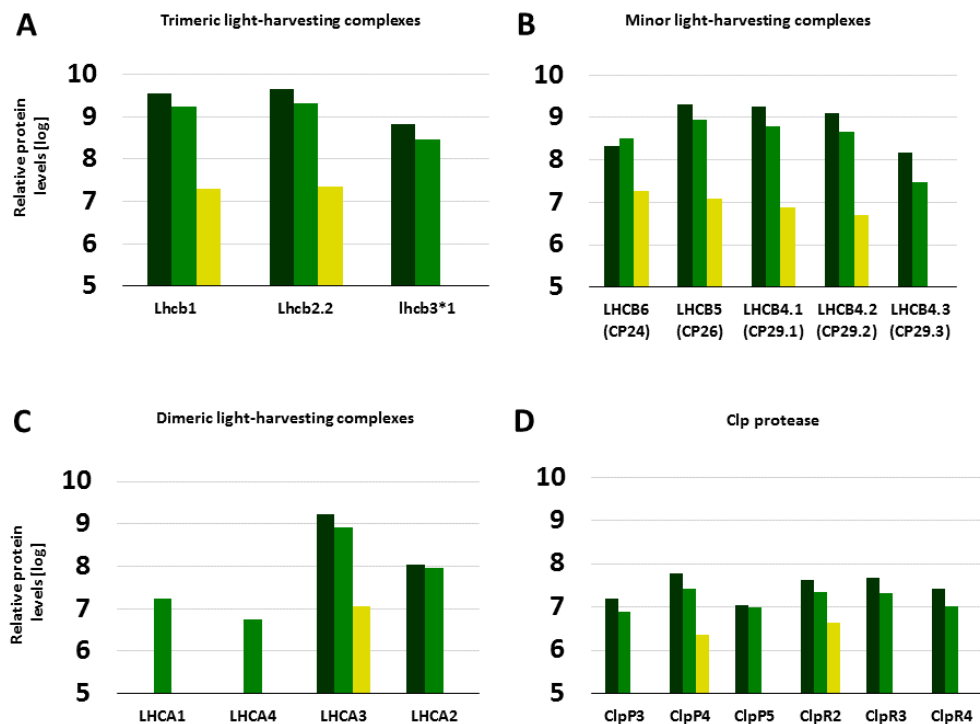 A
Trimeric light-harvesting complexes
Relative protein
levels [log]
10
9
8
7
6
5
Lhcb1
Lhcb2.2
lhcb3*1
B
Minor light-harvesting complexes
10
9
8
7
6
5
LHCB6
(CP24)
LHCB5
(CP26)
LHCB4.1
(CP29.1)
LHCB4.2
(CP29.2)
LHCB4.3
(CP29.3)
C
Dimeric light-harvesting complexes
Relative protein
levels [log]
10
9
8
7
6
5
LHCA1
LHCA4
LHCA3
LHCA2
D
Clp protease
10
9
8
7
6
5
ClpP3
ClpP4
ClpP5
ClpR2
ClpR3
ClpR4